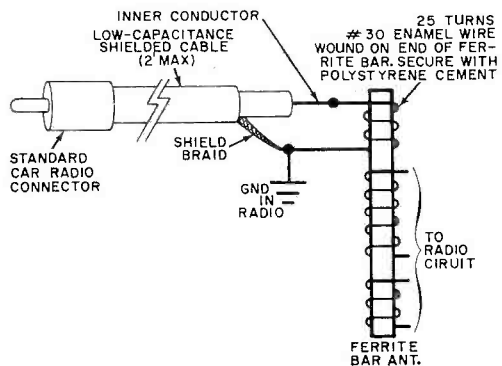 INNER CONDUCTOR
LOW-CAPACITANCE
SHIELDED CABLE
(2' MAX)
25 TURNS
# 30 ENAMEL WIRE
WOUND ON END OF FER-
RITE BAR. SECURE WITH
POLYSTYRENE CEMENT
STANDARD
CAR RADIO
CONNECTOR
SHIELD
BRAID
GND
IN
RADIO
TO
RADIO
CIRUIT
FERRITE
BAR ANT.